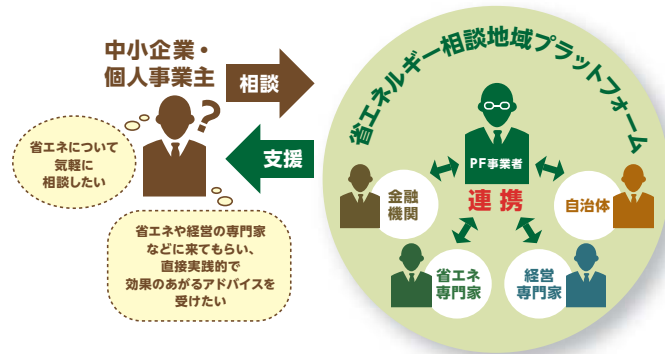 中小企業・
個人事業主
相談
支援
?
省エネについて
気軽に
相談したい
省エネや経営の専門家
などに来てもらい、
直接実践的で
効果のあがるアドバイスを
受けたい
省エネルギー相談地域プラットフォーム
PF事業者
連携
金融
機関
自治体
省エネ
専門家
経営
専門家